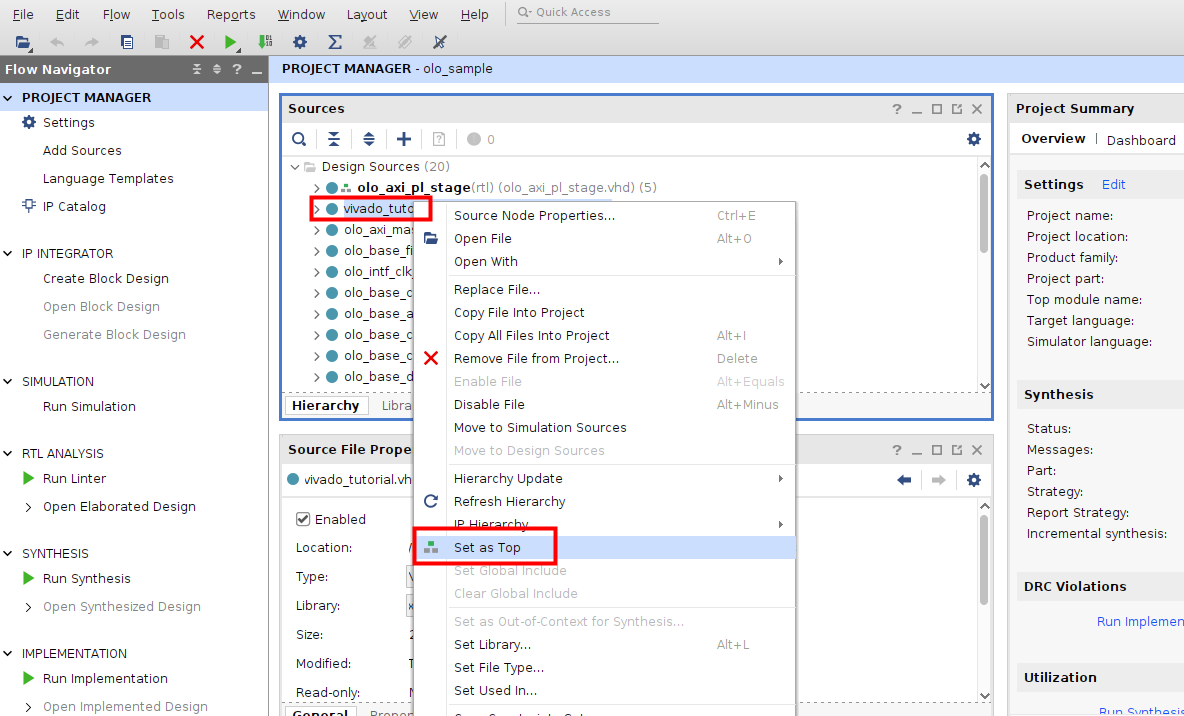 File Edit Flow Tools Reports Window Layout View Help Quick Access
Flow Navigator
PROJECT MANAGER
Settings
Add Sources
Language Templates
IP Catalog
IP INTEGRATOR
Create Block Design
Open Block Design
Generate Block Design
SIMULATION
Run Simulation
RTL ANALYSIS
Run Linter
Open Elaborated Design
SYNTHESIS
Run Synthesis
Open Synthesized Design
IMPLEMENTATION
Run Implementation
Open Implemented Design
PROJECT MANAGER - olo_sample
Sources
0
Design Sources (20)
olo_axi_pl_stage(rtl) (olo_axi_pl_stage.vhd) (5)
vivado_tuto
olo_axi_ma
olo_base_fi
olo_intf_clk
olo_base_c
olo_base_a
olo_base_c
olo_base_c
olo_base_d
Hierarchy Libra
Source File Prope
vivado_tutorial.vh
Enabled
Location: /
Type:
Library: x
Size: 2
Modified: T
Read-only:
General Proper
Source Node Properties... Ctrl+E
Open File Alt+O
Open With
Replace File...
Copy File Into Project
Copy All Files Into Project Alt+I
Remove File from Project... Delete
Enable File Alt+Equals
Disable File Alt+Minus
Move to Simulation Sources
Move to Design Sources
Hierarchy Update
Refresh Hierarchy
IP Hierarchy
Set as Top
Set Global Include
Clear Global Include
Set as Out-of-Context for Synthesis...
Set Library... Alt+L
Set File Type...
Set Used In...
Project Summary
Overview | Dashboard
Settings Edit
Project name:
Project location:
Product family:
Project part:
Top module name:
Target language:
Simulator language:
Synthesis
Status:
Messages:
Part:
Strategy:
Report Strategy:
Incremental synthesis:
DRC Violations
Run Implemen
Utilization
Run Synthesis